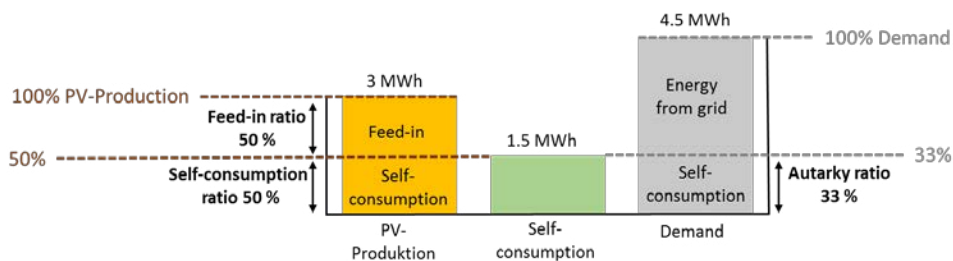 4.5 MWh
100% Demand
3 MWh
100% PV-Production
Energy
from grid
Feed-in ratio
50 %
Feed-in
1.5 MWh
50%
33%
Self-consumption
ratio 50 %
Self-
consumption
Self-
consumption
Autarky ratio
33 %
PV-
Produktion
Self-
consumption
Demand